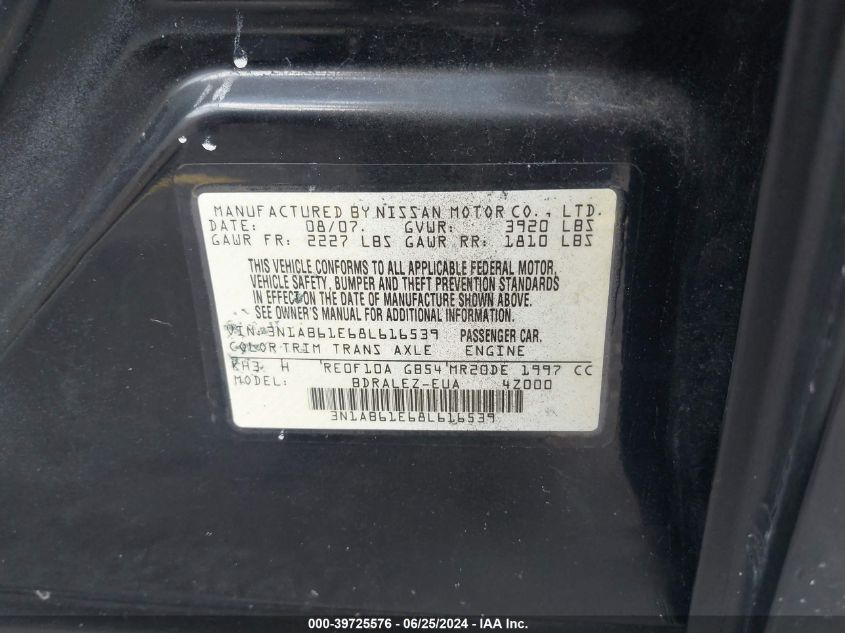 MANUFACTURED BY NISSAN MOTOR CO., LTD.
DATE: 08/07. GVWR: 3920 LBS
GAWR FR: 2227 LBS GAWR RR: 1810 LBS
THIS VEHICLE CONFORMS TO ALL APPLICABLE FEDERAL MOTOR,
VEHICLE SAFETY, BUMPER AND THEFT PREVENTION STANDARDS
IN EFFECT ON THE DATE OF MANUFACTURE SHOWN ABOVE.
SEE OWNER'S MANUAL FOR ADDITIONAL INFORMATION.
VIN: 3N1AB61E68L616539 PASSENGER CAR.
COLOR TRIM TRANS AXLE ENGINE
KH3 H RE0F10A GB54 MR20DE 1997 CC
MODEL: BDRALEZ-EUA 4Z000
3N1AB61E68L616539
000-39725576 / 06/25/2024 - IAA Inc.